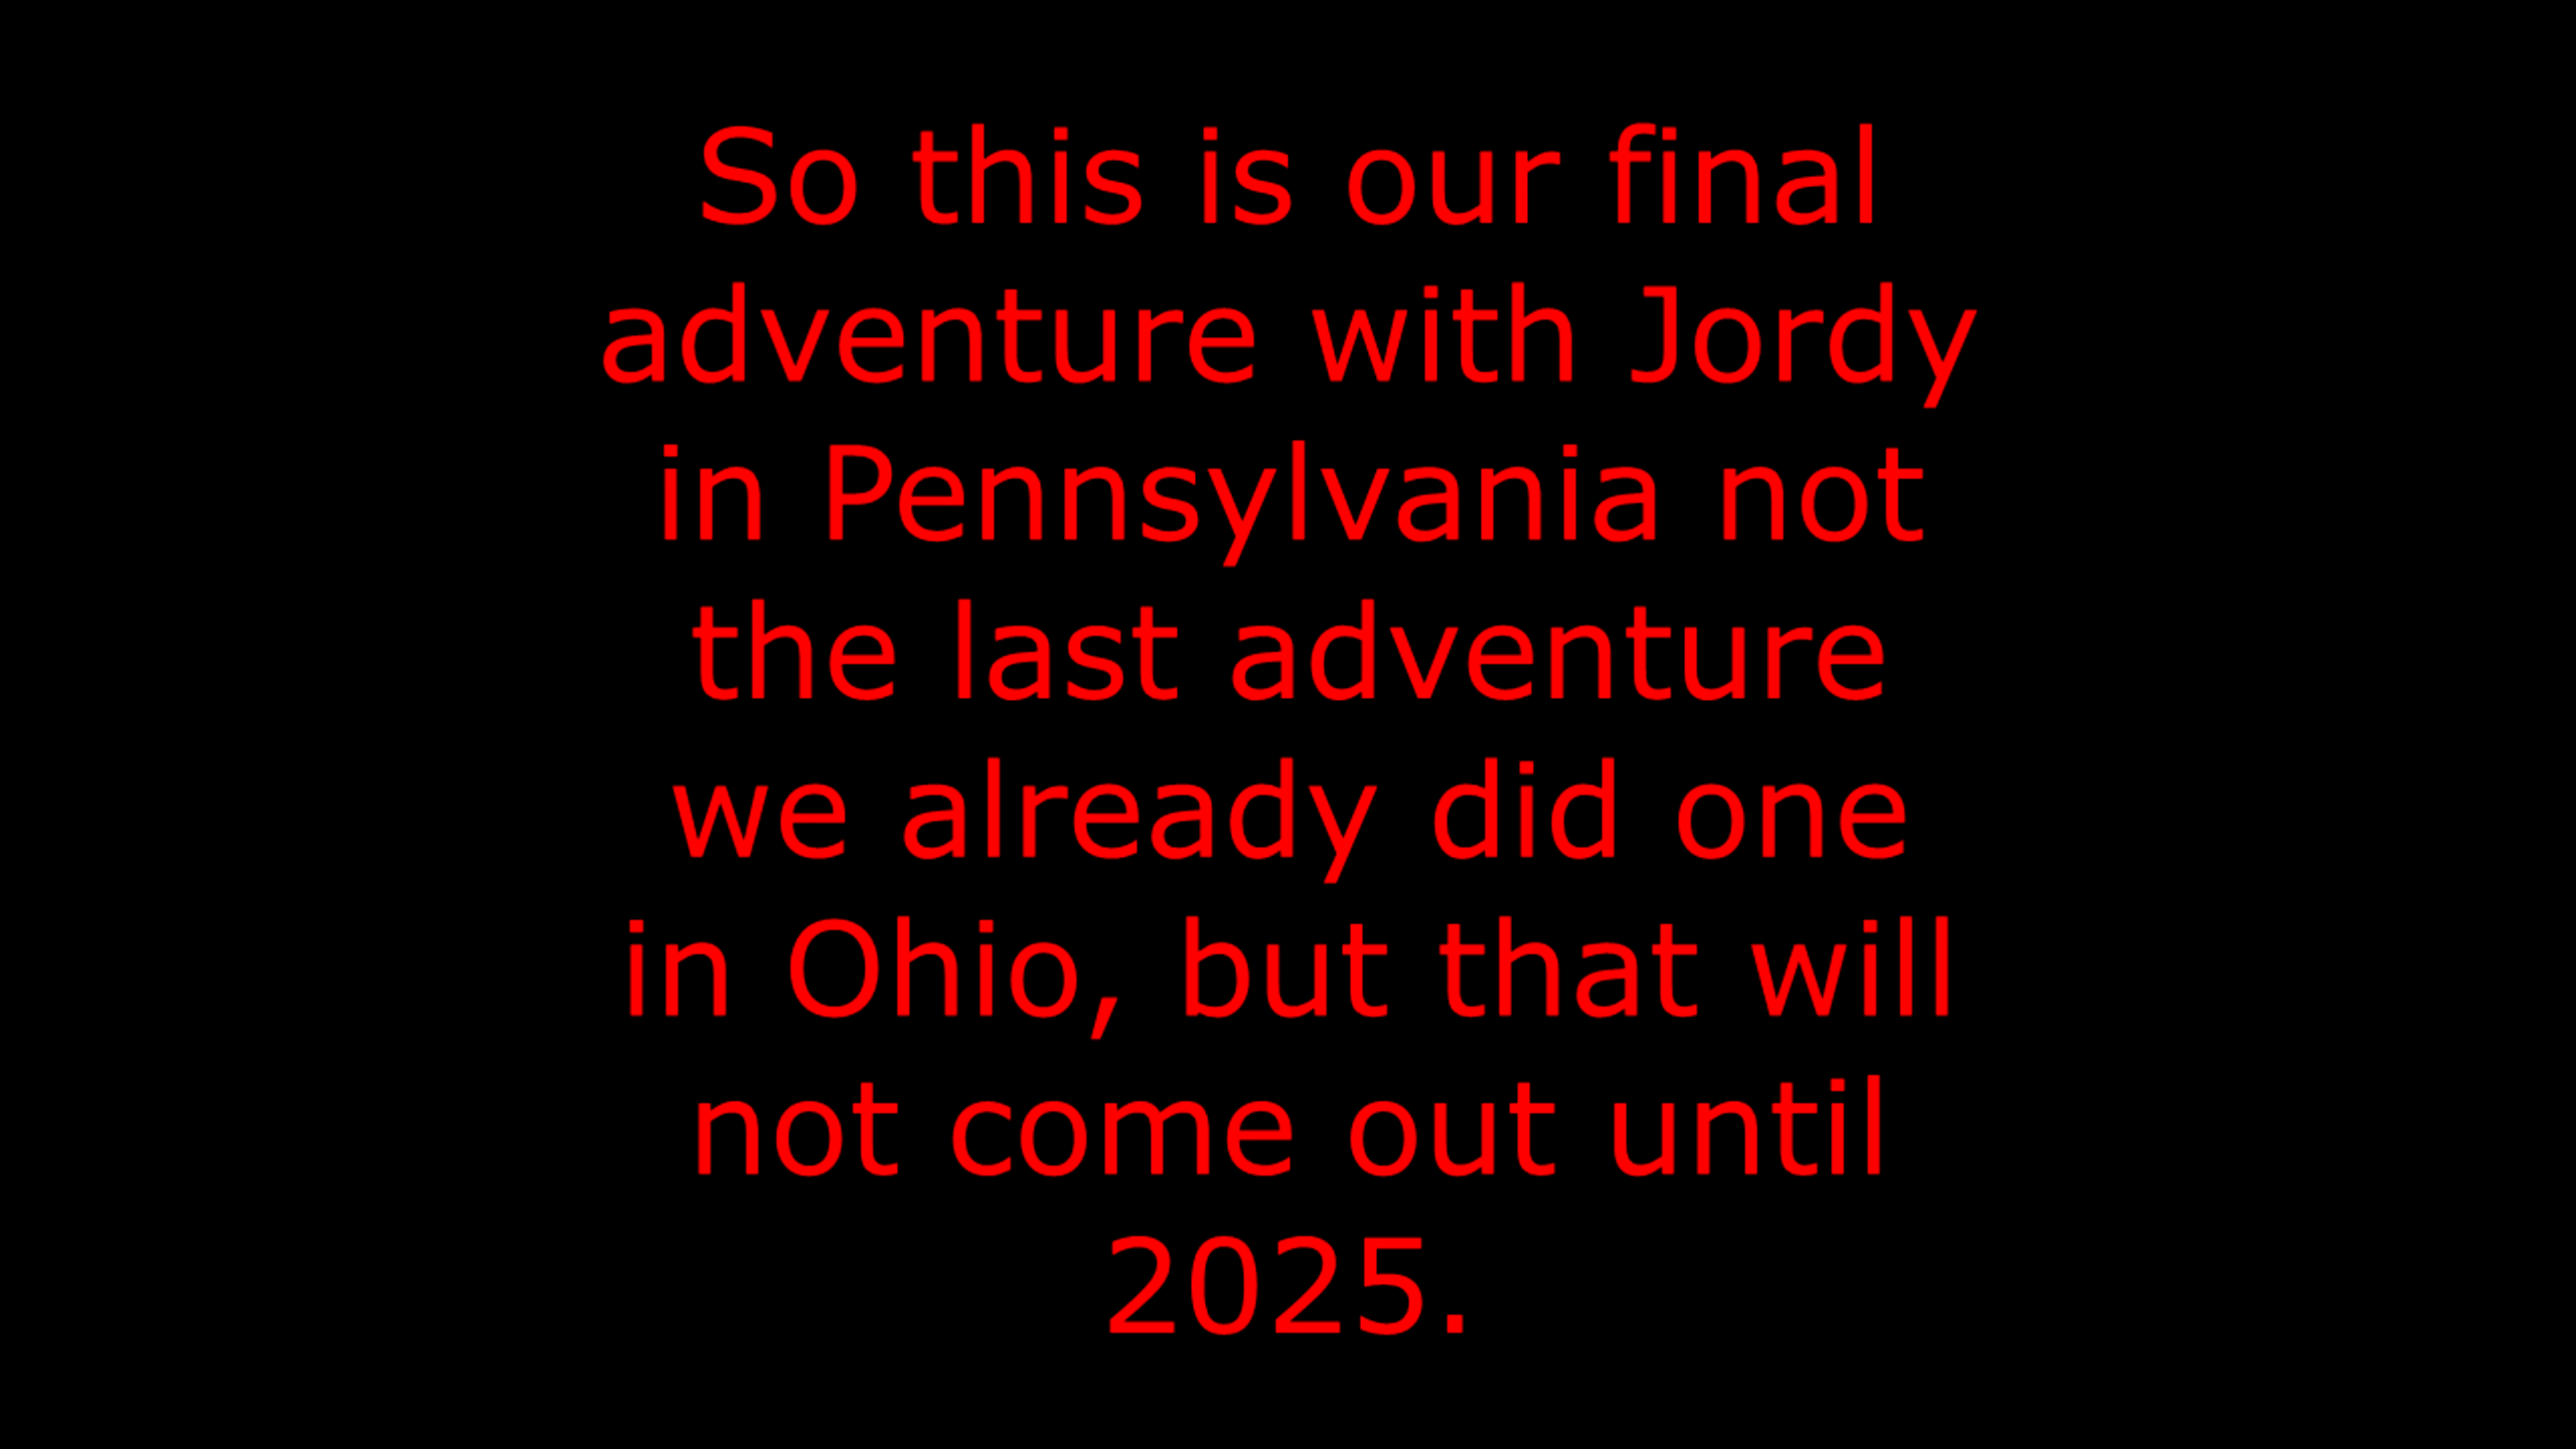 So this is our final
adventure with Jordy
in Pennsylvania not
the last adventure
we already did one
in Ohio, but that will
not come out until
2025.